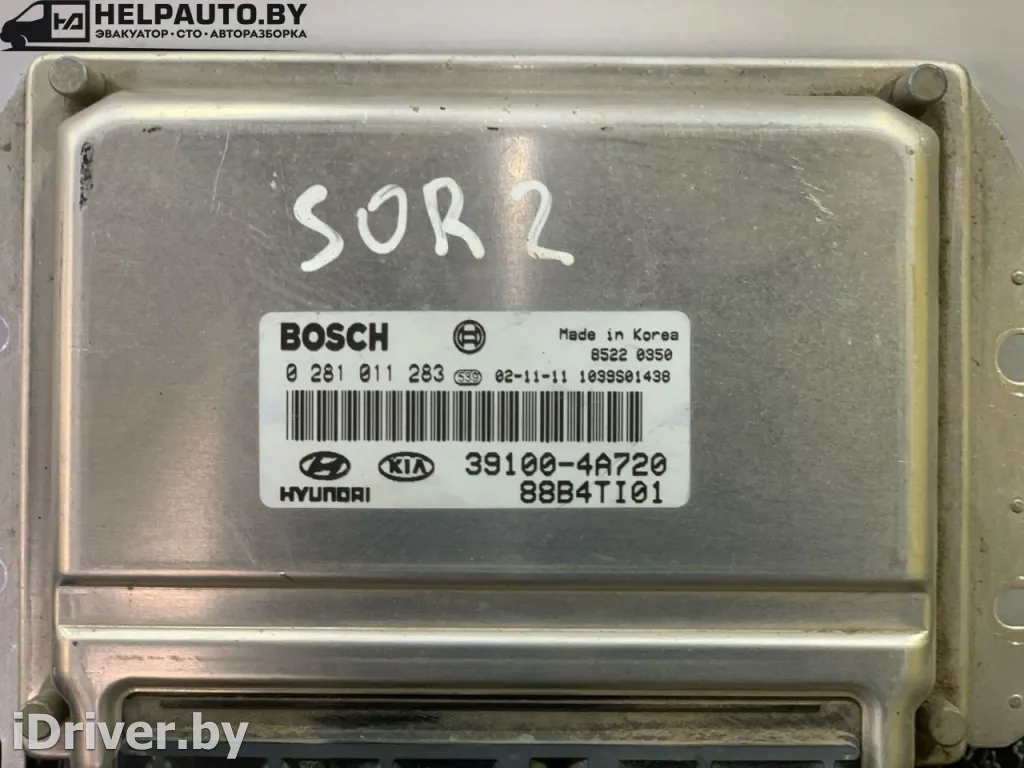 HELPAUTO.BY
ЭВАКУАТОР • СТО • АВТОРАЗБОРКА
SOR 2
BOSCH Made in Korea
8522 0350
0 281 011 283 539 02-11-11 1039S01438
HYUNDAI KIA 39100-4A720
88B4TI01
iDriver.by